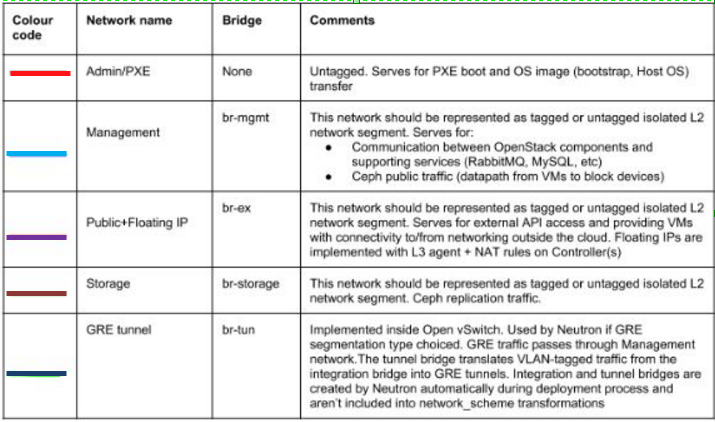 Colour code Network name Bridge Comments
Admin/PXE None Untagged. Serves for PXE boot and OS image (bootstrap, Host OS)
transfer
Management br-mgmt This network should be represented as tagged or untagged isolated L2
network segment. Serves for:
● Communication between OpenStack components and
supporting services (RabbitMQ, MySQL, etc)
● Ceph public traffic (datapath from VMs to block devices)
Public+Floating IP br-ex This network should be represented as tagged or untagged isolated L2
network segment. Serves for external API access and providing VMs
with connectivity to/from networking outside the cloud. Floating IPs are
implemented with L3 agent + NAT rules on Controller(s)
Storage br-storage This network should be represented as tagged or untagged isolated L2
network segment. Ceph replication traffic.
GRE tunnel br-tun Implemented inside Open vSwitch. Used by Neutron if GRE
segmentation type choiced. GRE traffic passes through Management
network.The tunnel bridge translates VLAN-tagged traffic from the
integration bridge into GRE tunnels. Integration and tunnel bridges are
created by Neutron automatically during deployment process and
aren't included into network_scheme transformations